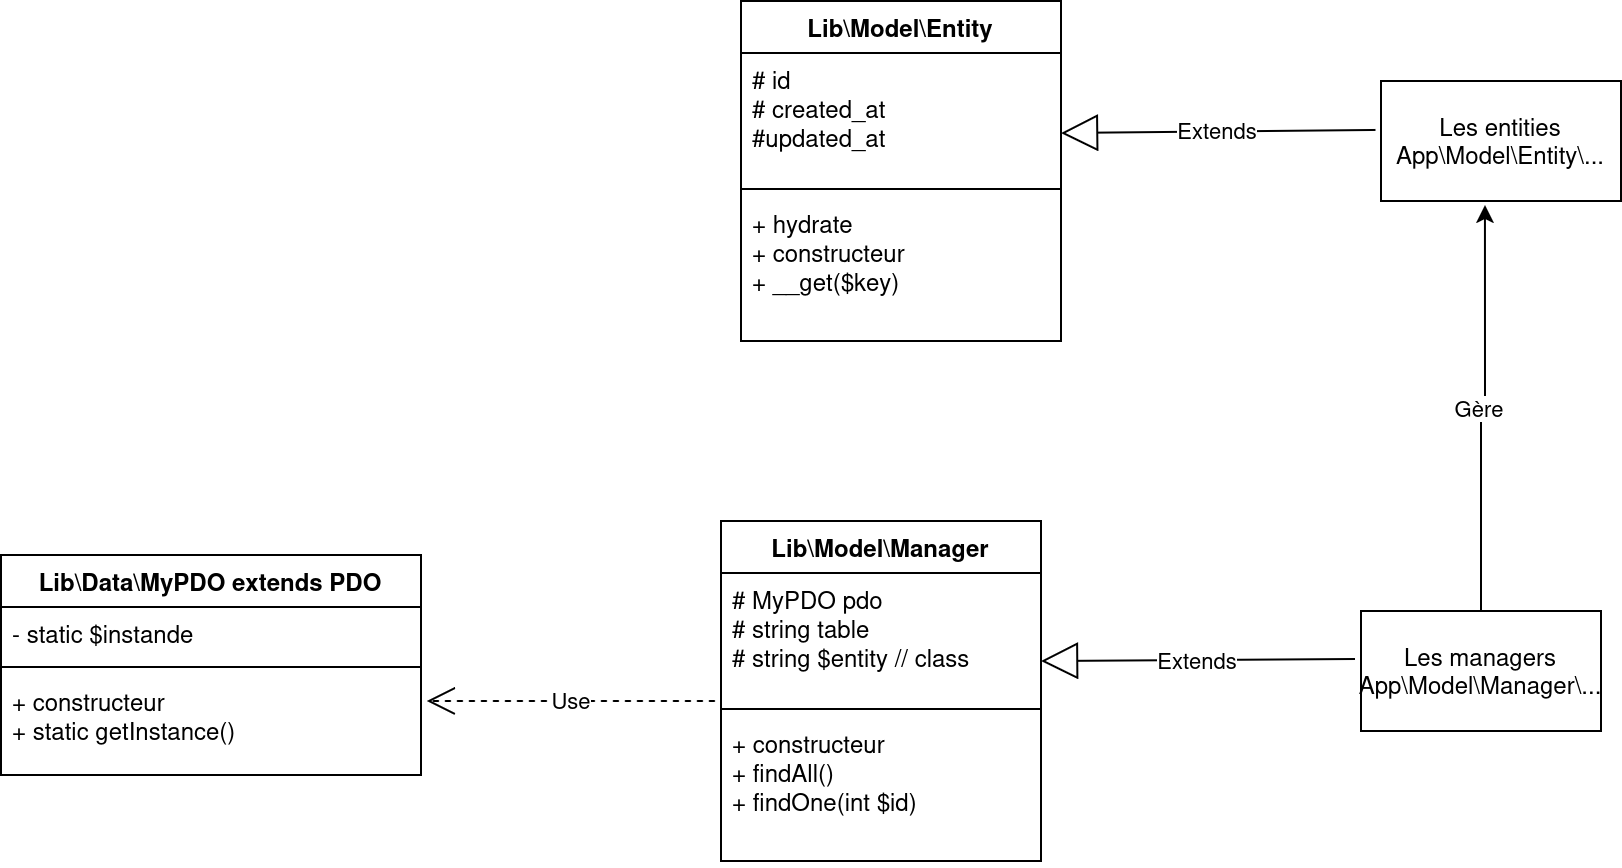 Lib\Model\Entity
# id
# created_at
#updated_at
+ hydrate
+ constructeur
+ __get($key)
Extends
Les entities
App\Model\Entity\...
Gère
Lib\Data\MyPDO extends PDO
- static $instande
+ constructeur
+ static getInstance()
Use
Lib\Model\Manager
# MyPDO pdo
# string table
# string $entity // class
+ constructeur
+ findAll()
+ findOne(int $id)
Extends
Les managers
App\Model\Manager\...